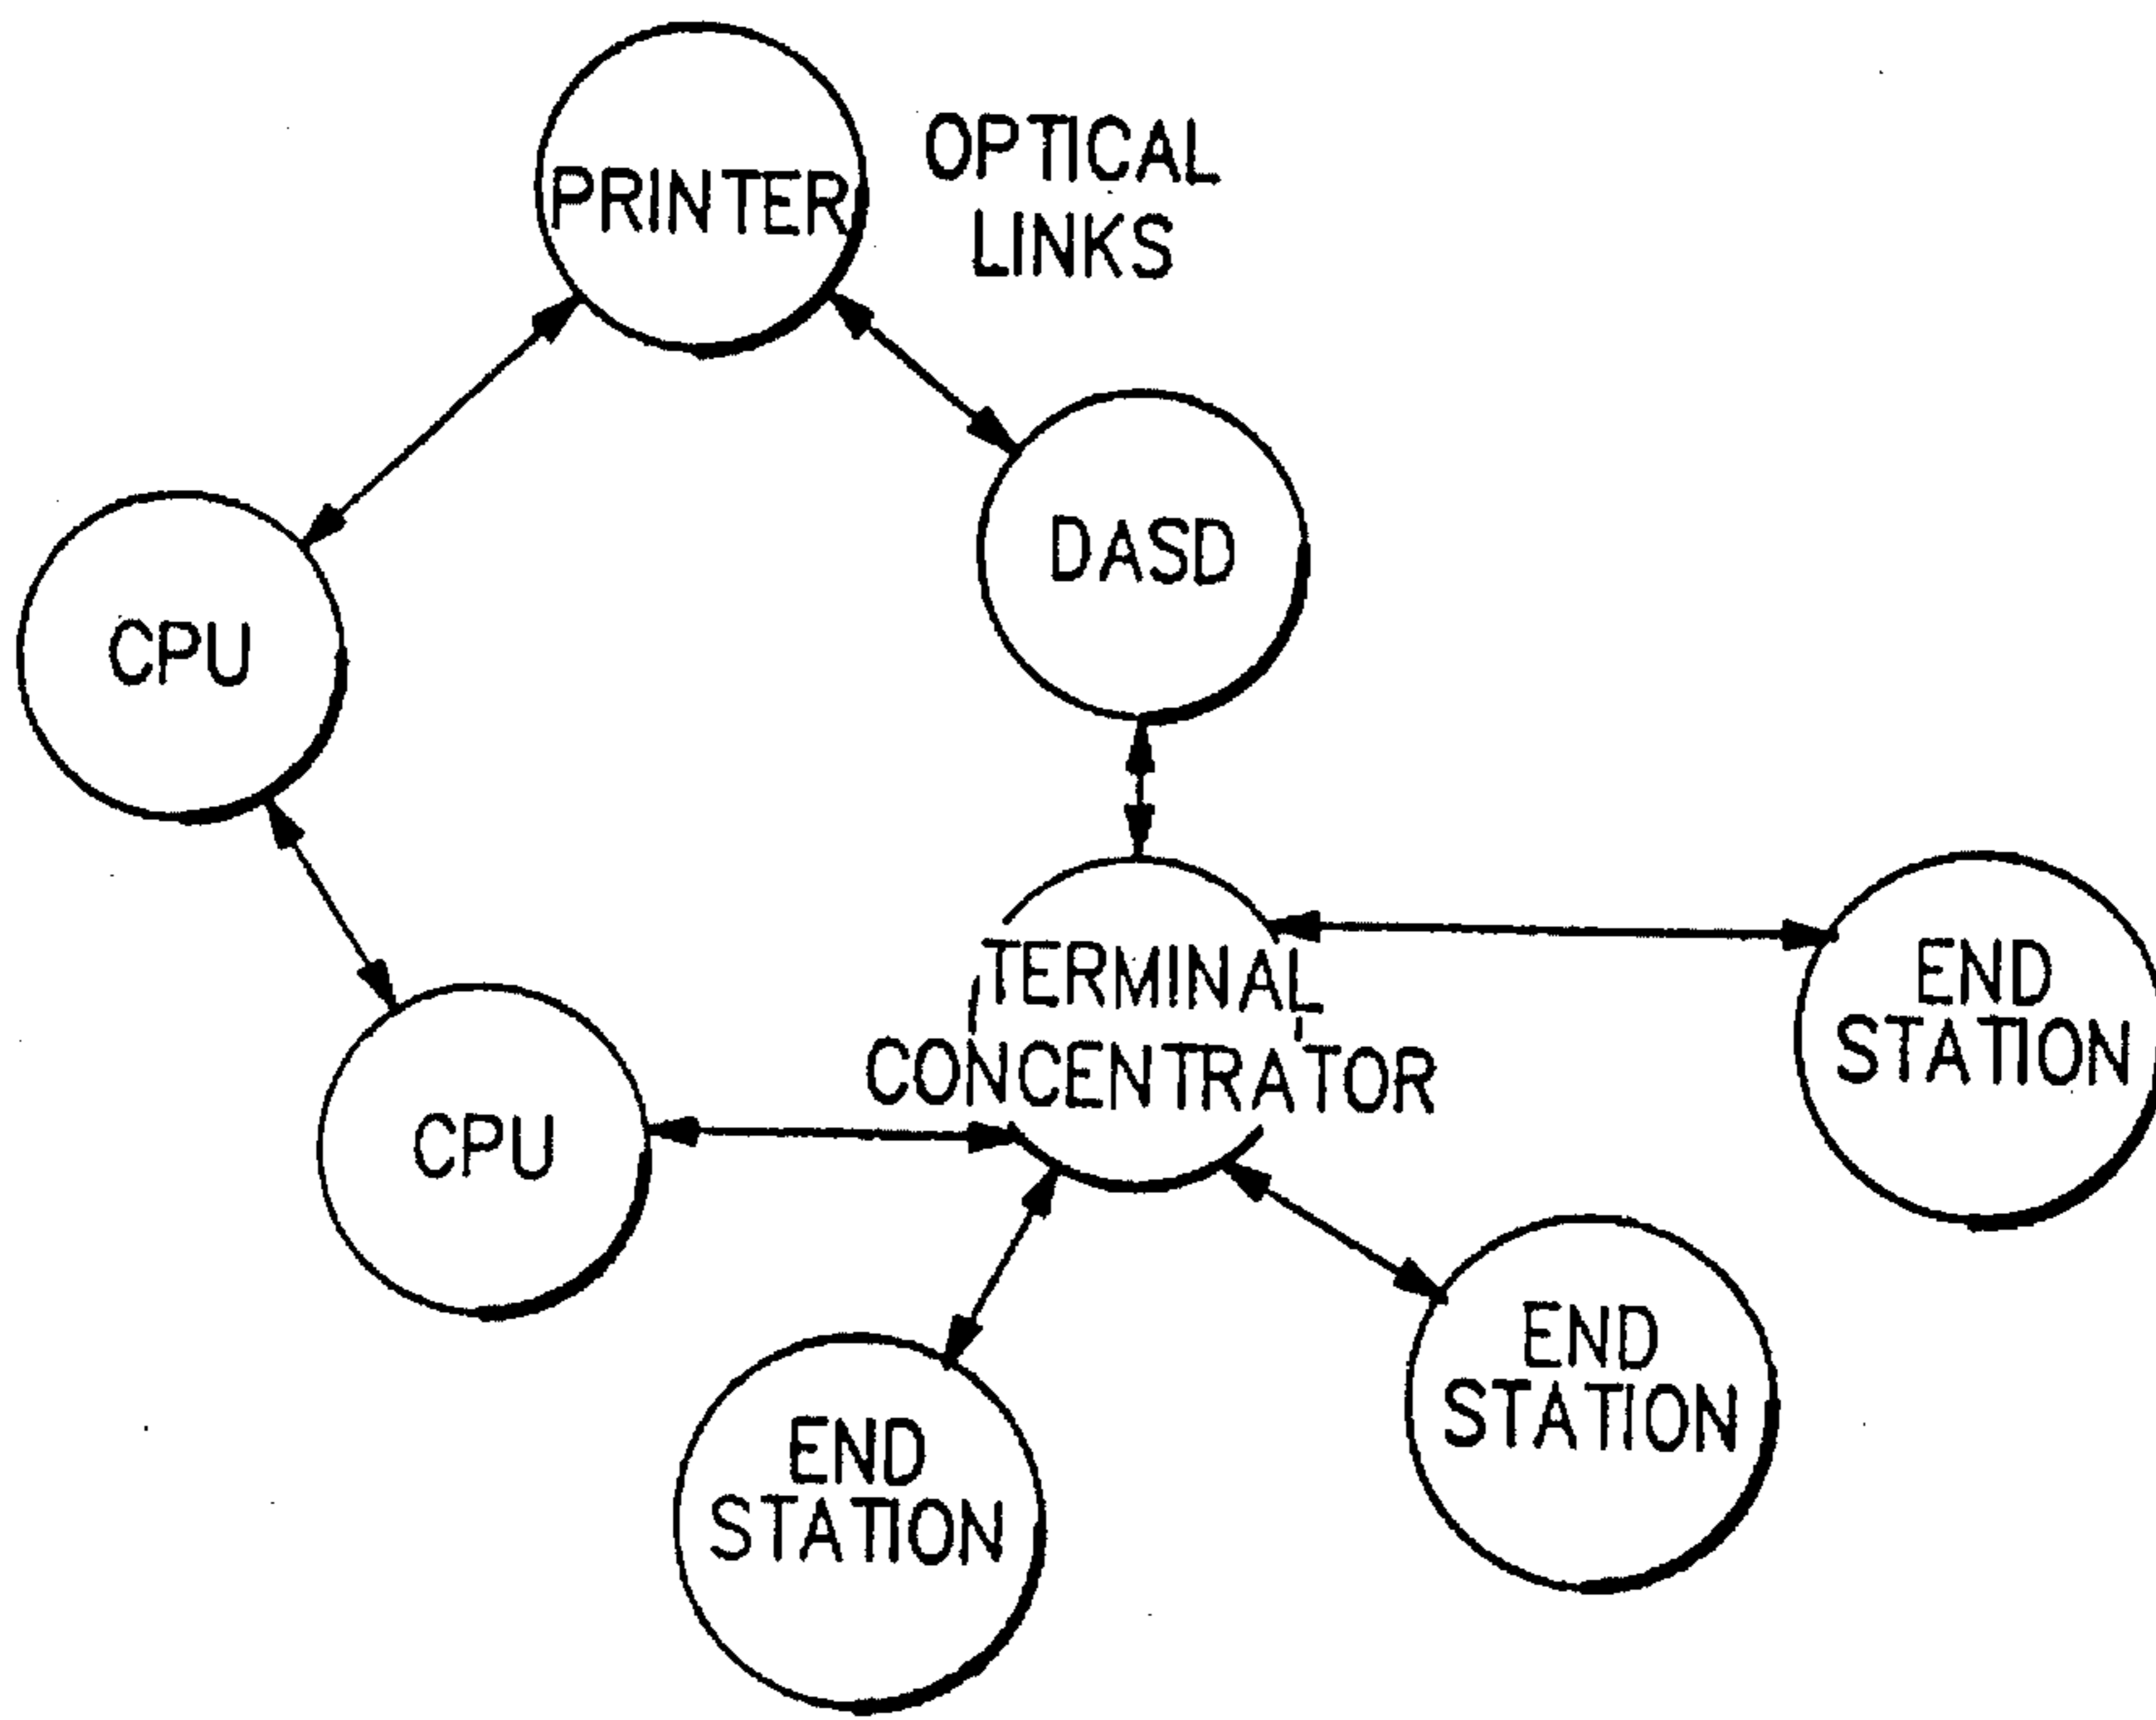 PRINTER
OPTICAL
LINKS
DASD
CPU
TERMINAL
CONCENTRATOR
END
STATION
CPU
END
STATION
END
STATION